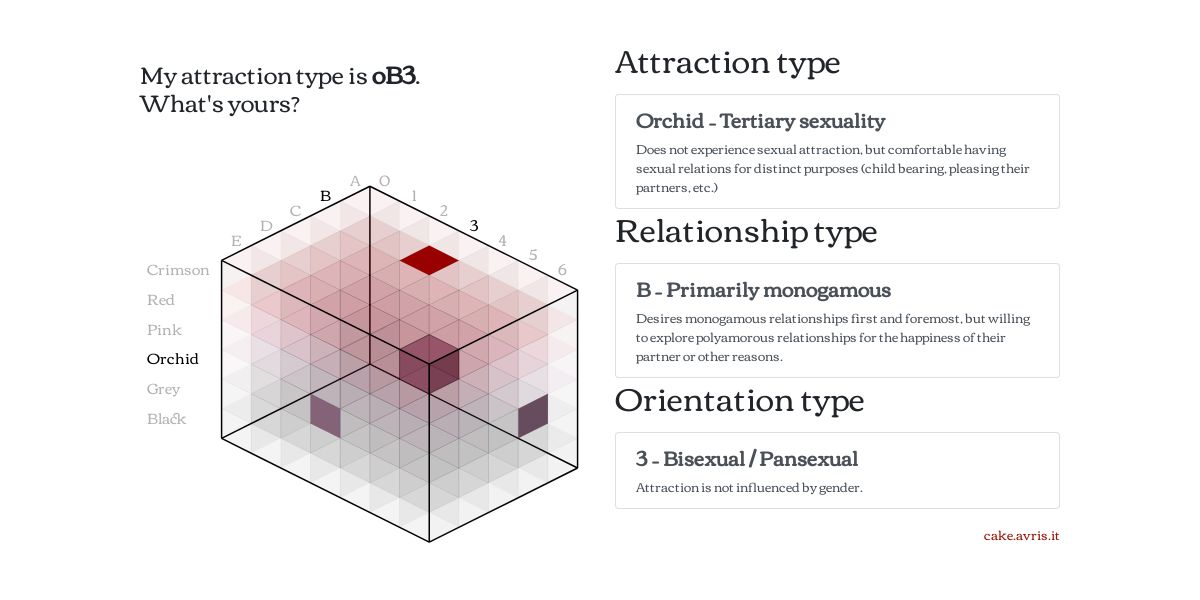 My attraction type is oB3.
What's yours?
A O
B 1
C 2
D 3
E 4
5
6
Crimson
Red
Pink
Orchid
Grey
Black
Attraction type
Orchid - Tertiary sexuality
Does not experience sexual attraction, but comfortable having
sexual relations for distinct purposes (child bearing, pleasing their
partners, etc.)
Relationship type
B - Primarily monogamous
Desires monogamous relationships first and foremost, but willing
to explore polyamorous relationships for the happiness of their
partner or other reasons.
Orientation type
3 - Bisexual / Pansexual
Attraction is not influenced by gender.
cake.avris.it